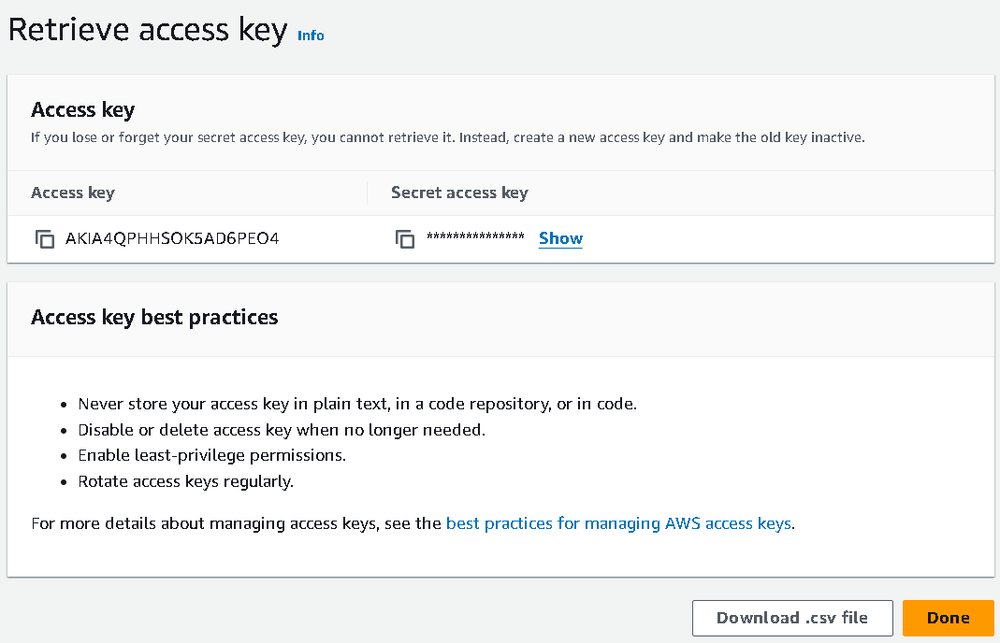 Retrieve access key Info
Access key
If you lose or forget your secret access key, you cannot retrieve it. Instead, create a new access key and make the old key inactive.
Access key Secret access key
AKIA4QPHHSOK5AD6PEO4 *************** Show
Access key best practices
• Never store your access key in plain text, in a code repository, or in code.
• Disable or delete access key when no longer needed.
• Enable least-privilege permissions.
• Rotate access keys regularly.
For more details about managing access keys, see the best practices for managing AWS access keys.
Download .csv file Done